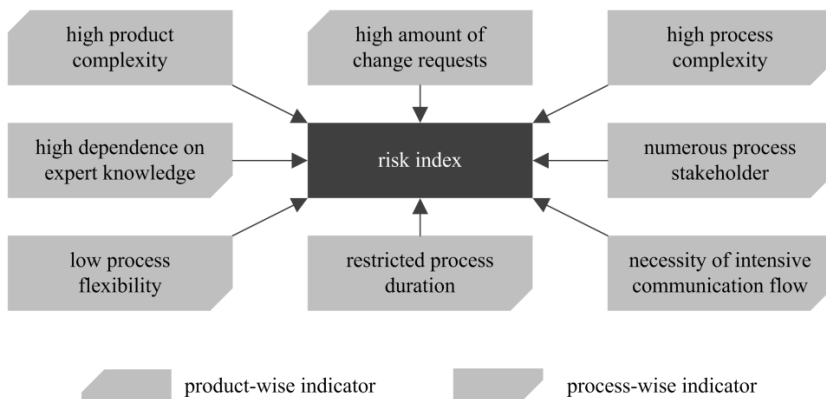 high product
complexity
high amount of
change requests
high process
complexity
high dependence on
expert knowledge
risk index
numerous process
stakeholder
low process
flexibility
restricted process
duration
necessity of intensive
communication flow
product-wise indicator
process-wise indicator